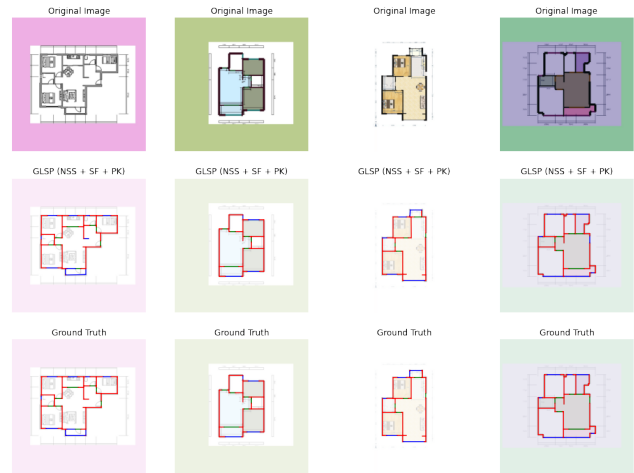 Original Image Original Image Original Image Original Image
GLSP (NSS + SF + PK) GLSP (NSS + SF + PK) GLSP (NSS + SF + PK) GLSP (NSS + SF + PK)
Ground Truth Ground Truth Ground Truth Ground Truth